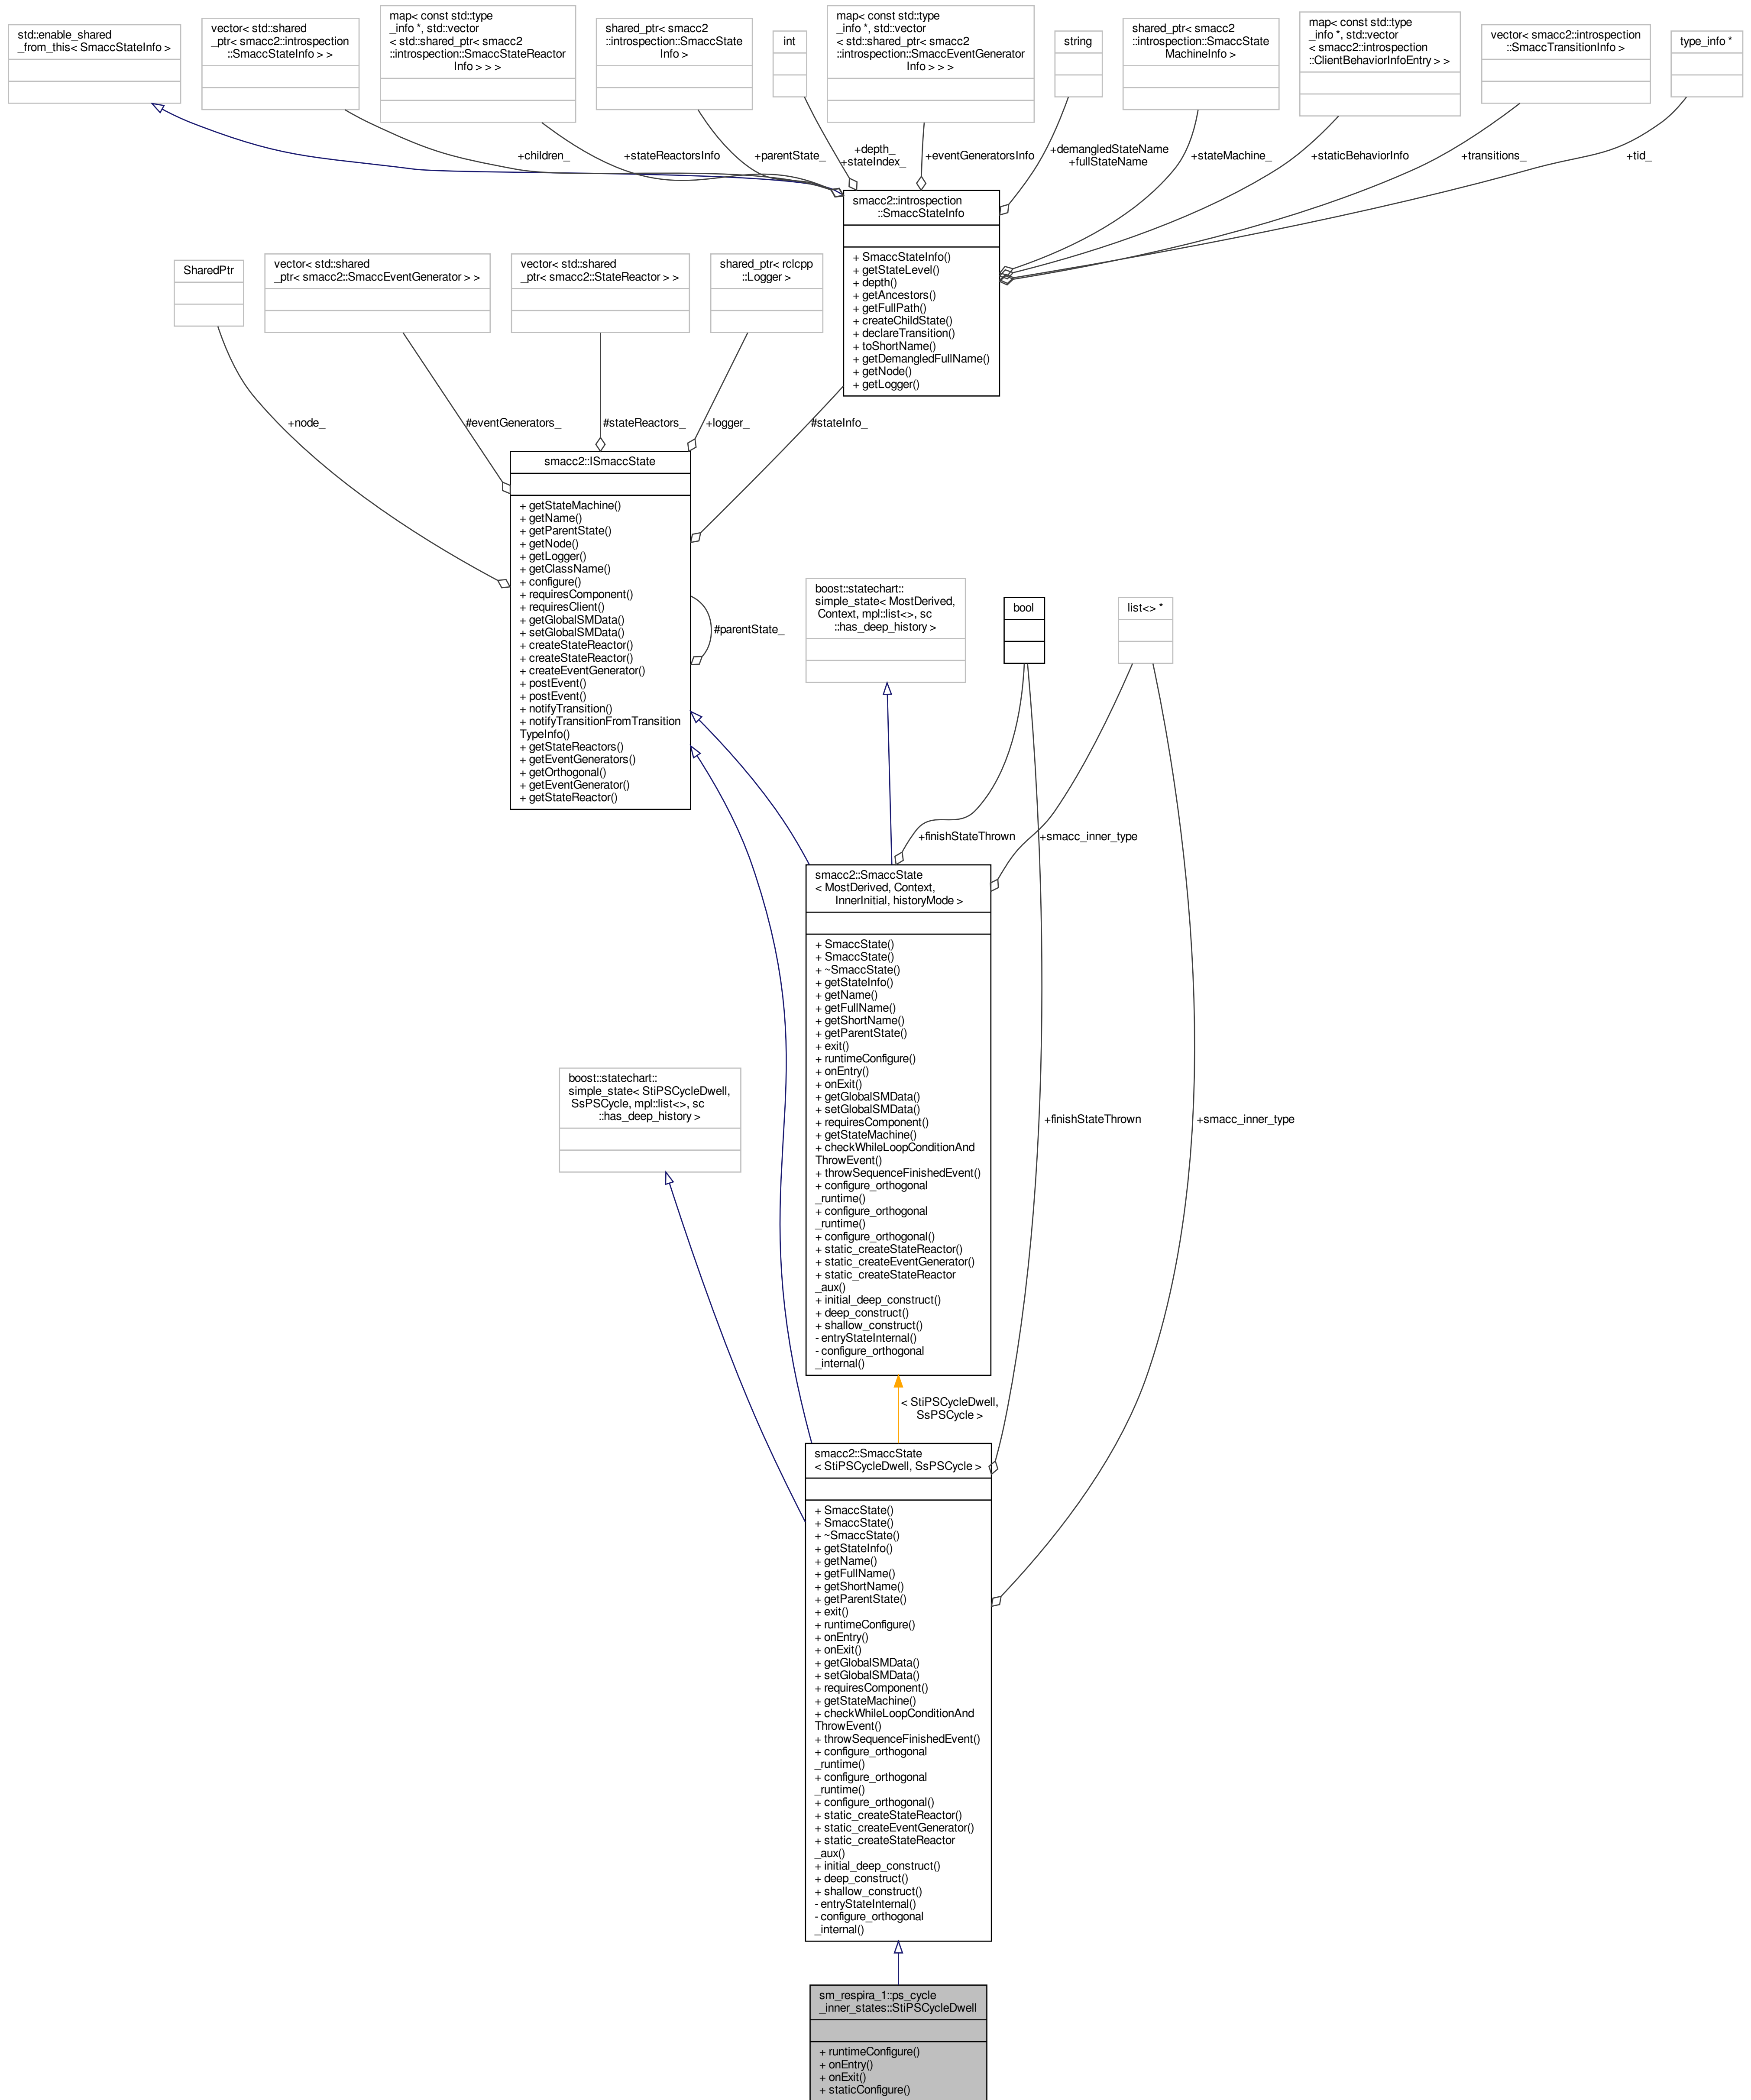 std::enable_shared
_from_this< SmaccStateInfo >
vector< std::shared
_ptr< smacc2::introspection
::SmaccStateInfo > >
map< const std::type
_info *, std::vector
< std::shared_ptr< smacc2
::introspection::SmaccStateReactor
Info > > >
shared_ptr< smacc2
::introspection::SmaccState
Info >
int
map< const std::type
_info *, std::vector
< std::shared_ptr< smacc2
::introspection::SmaccEventGenerator
Info > > >
string
shared_ptr< smacc2
::introspection::SmaccState
MachineInfo >
map< const std::type
_info *, std::vector
< smacc2::introspection
::ClientBehaviorInfoEntry > >
vector< smacc2::introspection
::SmaccTransitionInfo >
type_info *
+children_
+stateReactorsInfo
+parentState_
+depth_
+stateIndex_
+eventGeneratorsInfo
+demangledStateName
+fullStateName
+stateMachine_
+staticBehaviorInfo
+transitions_
+tid_
smacc2::introspection
::SmaccStateInfo
+ SmaccStateInfo()
+ getStateLevel()
+ depth()
+ getAncestors()
+ getFullPath()
+ createChildState()
+ declareTransition()
+ toShortName()
+ getDemangledFullName()
+ getNode()
+ getLogger()
SharedPtr
vector< std::shared
_ptr< smacc2::SmaccEventGenerator > >
vector< std::shared
_ptr< smacc2::StateReactor > >
shared_ptr< rclcpp
::Logger >
+node_
#eventGenerators_
#stateReactors_
+logger_
#stateInfo_
smacc2::ISmaccState
+ getStateMachine()
+ getName()
+ getParentState()
+ getNode()
+ getLogger()
+ getClassName()
+ configure()
+ requiresComponent()
+ requiresClient()
+ getGlobalSMData()
+ setGlobalSMData()
+ createStateReactor()
+ createStateReactor()
+ createEventGenerator()
+ postEvent()
+ postEvent()
+ notifyTransition()
+ notifyTransitionFromTransition
TypeInfo()
+ getStateReactors()
+ getEventGenerators()
+ getOrthogonal()
+ getEventGenerator()
+ getStateReactor()
#parentState_
boost::statechart::
simple_state< MostDerived,
Context, mpl::list<>, sc
::has_deep_history >
bool
list<> *
+finishStateThrown
+smacc_inner_type
smacc2::SmaccState
< MostDerived, Context,
InnerInitial, historyMode >
+ SmaccState()
+ SmaccState()
+ ~SmaccState()
+ getStateInfo()
+ getName()
+ getFullName()
+ getShortName()
+ getParentState()
+ exit()
+ runtimeConfigure()
+ onEntry()
+ onExit()
+ getGlobalSMData()
+ setGlobalSMData()
+ requiresComponent()
+ getStateMachine()
+ checkWhileLoopConditionAnd
ThrowEvent()
+ throwSequenceFinishedEvent()
+ configure_orthogonal
_runtime()
+ configure_orthogonal
_runtime()
+ configure_orthogonal()
+ static_createStateReactor()
+ static_createEventGenerator()
+ static_createStateReactor
_aux()
+ initial_deep_construct()
+ deep_construct()
+ shallow_construct()
- entryStateInternal()
- configure_orthogonal
_internal()
boost::statechart::
simple_state< StiPSCycleDwell,
SsPSCycle, mpl::list<>, sc
::has_deep_history >
+finishStateThrown
+smacc_inner_type
< StiPSCycleDwell,
SsPSCycle >
smacc2::SmaccState
< StiPSCycleDwell, SsPSCycle >
+ SmaccState()
+ SmaccState()
+ ~SmaccState()
+ getStateInfo()
+ getName()
+ getFullName()
+ getShortName()
+ getParentState()
+ exit()
+ runtimeConfigure()
+ onEntry()
+ onExit()
+ getGlobalSMData()
+ setGlobalSMData()
+ requiresComponent()
+ getStateMachine()
+ checkWhileLoopConditionAnd
ThrowEvent()
+ throwSequenceFinishedEvent()
+ configure_orthogonal
_runtime()
+ configure_orthogonal
_runtime()
+ configure_orthogonal()
+ static_createStateReactor()
+ static_createEventGenerator()
+ static_createStateReactor
_aux()
+ initial_deep_construct()
+ deep_construct()
+ shallow_construct()
- entryStateInternal()
- configure_orthogonal
_internal()
sm_respira_1::ps_cycle
_inner_states::StiPSCycleDwell
+ runtimeConfigure()
+ onEntry()
+ onExit()
+ staticConfigure()